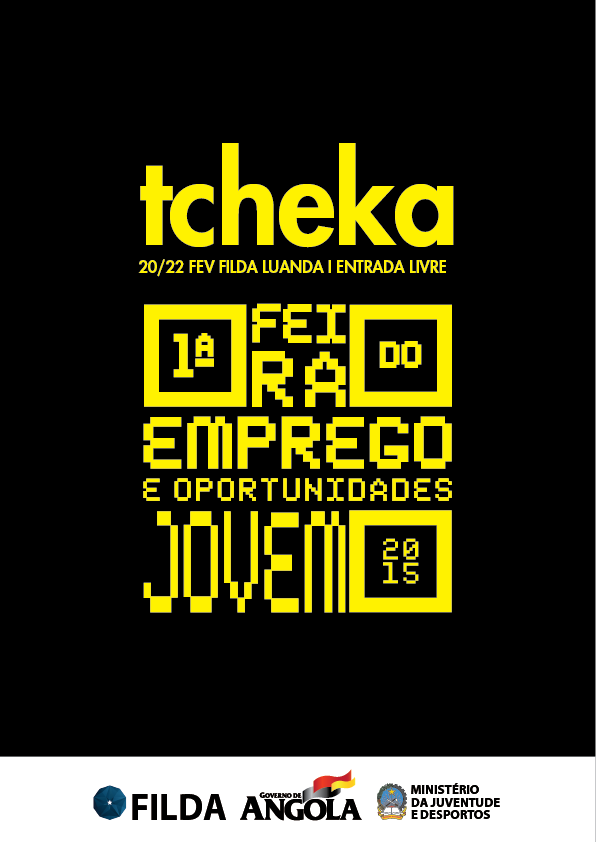 tcheka
20/22 FEV FILDA LUANDA I ENTRADA LIVRE
1ª FEI
RA DO
EMPREGO
E OPORTUNIDADES
JOVEM 20
15
FILDA
GOVERNO DE
ANGOLA
MINISTÉRIO
DA JUVENTUDE
E DESPORTOS